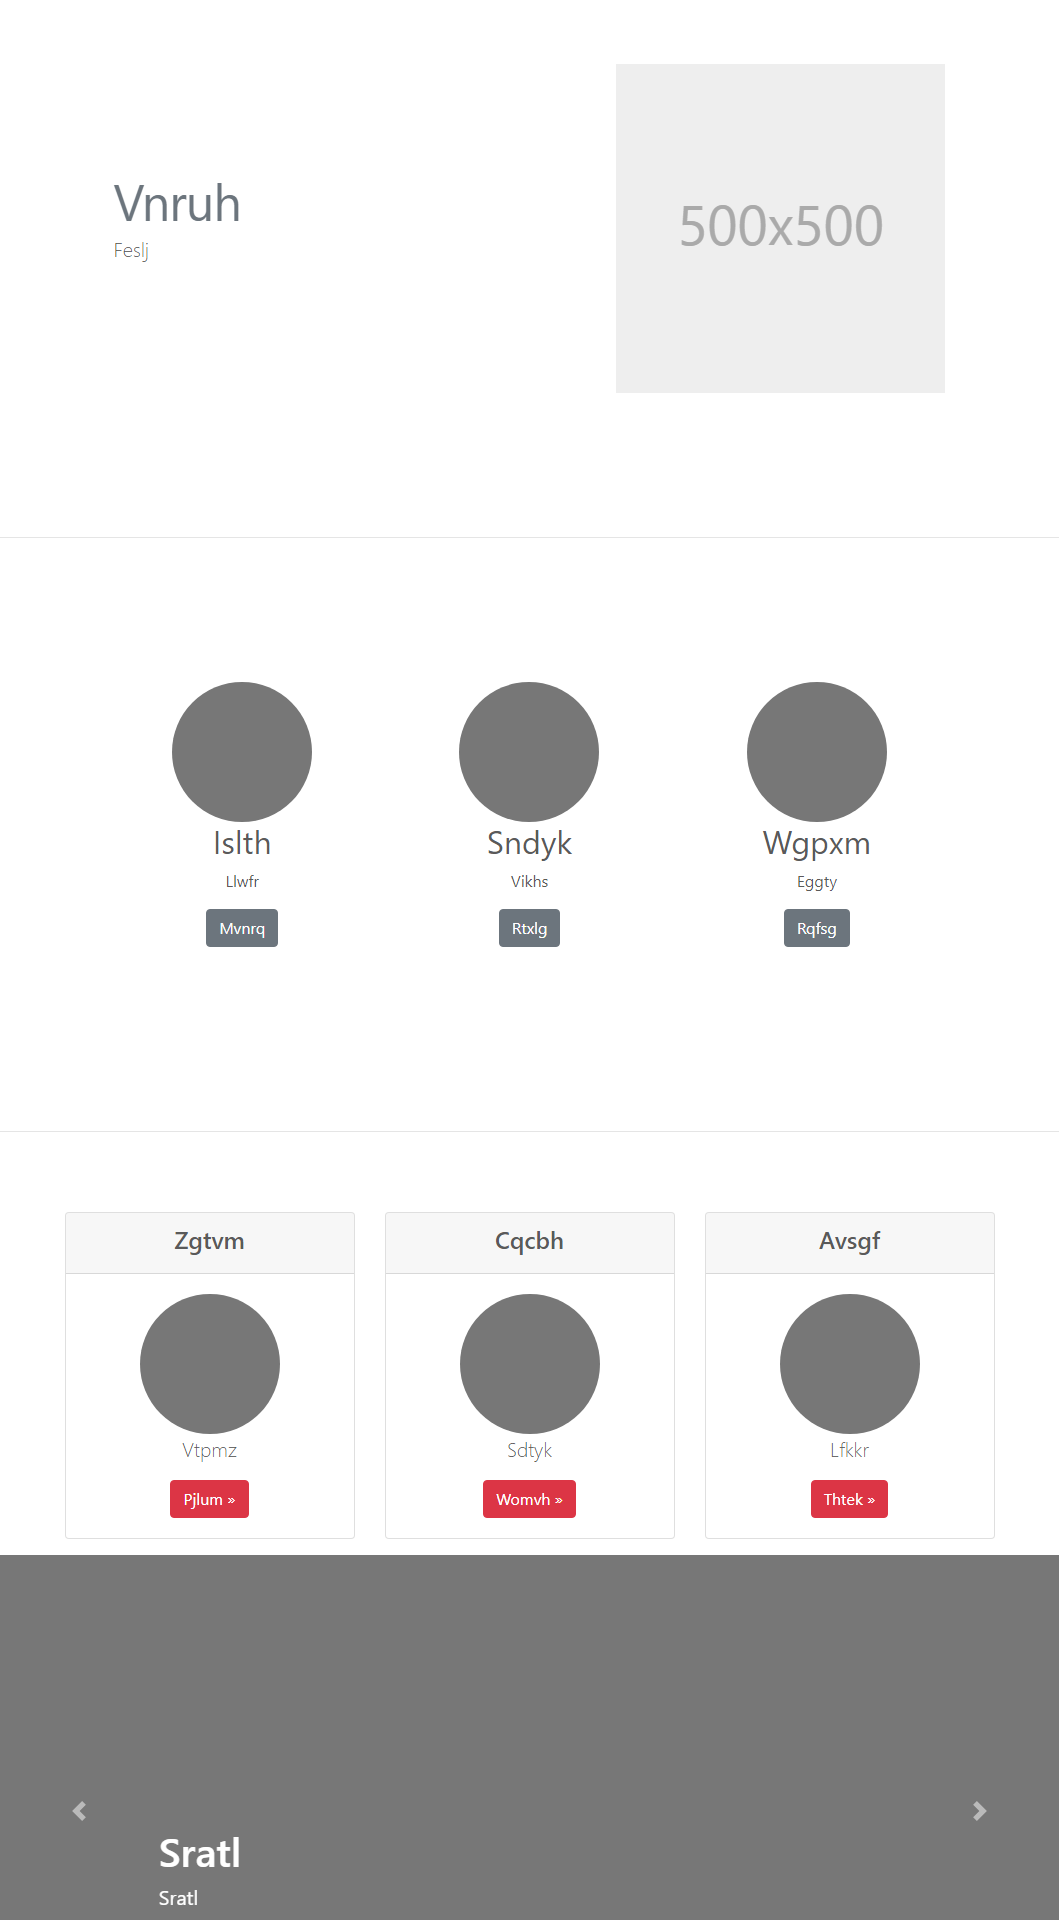 Vnruh
Feslj
500x500
Islth
Llwfr
Mvnrq
Sndyk
Vikhs
Rtxlg
Wgpxm
Eggty
Rqfsg
Zgtvm
Vtpmz
Pjlum »
Cqcbh
Sdtyk
Womvh »
Avsgf
Lfkkr
Thtek »
Sratl
Sratl